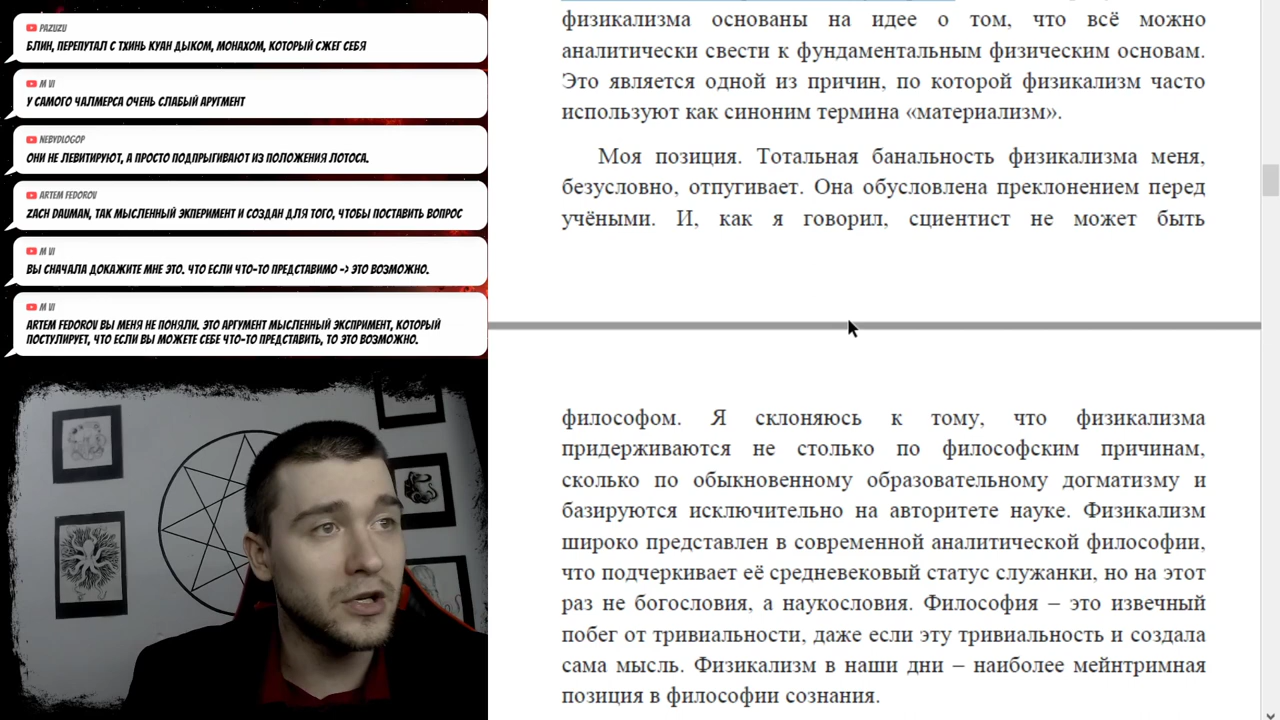 PAZUZU
БЛИН, ПЕРЕПУТАЛ С ТХИНЬ КУАН ДЫКОМ, МОНАХОМ, КОТОРЫЙ СЖЕГ СЕБЯ
M VI
У САМОГО ЧАЛМЕРСА ОЧЕНЬ СЛАБЫЙ АРУГМЕНТ
NEBYDLOGOP
ОНИ НЕ ЛЕВИТИРУЮТ, А ПРОСТО ПОДПРЫГИВАЮТ ИЗ ПОЛОЖЕНИЯ ЛОТОСА.
ARTEM FEDOROV
ZACH DAUMAN, ТАК МЫСЛЕННЫЙ ЭКПЕРИМЕНТ И СОЗДАН ДЛЯ ТОГО, ЧТОБЫ ПОСТАВИТЬ ВОПРОС
M VI
ВЫ СНАЧАЛА ДОКАЖИТЕ МНЕ ЭТО. ЧТО ЕСЛИ ЧТО-ТО ПРЕДСТАВИМО -> ЭТО ВОЗМОЖНО.
M VI
ARTEM FEDOROV ВЫ МЕНЯ НЕ ПОНЯЛИ. ЭТО АРГУМЕНТ МЫСЛЕННЫЙ ЭКСПРИМЕНТ, КОТОРЫЙ
ПОСТУЛИРУЕТ, ЧТО ЕСЛИ ВЫ МОЖЕТЕ СЕБЕ ЧТО-ТО ПРЕДСТАВИТЬ, ТО ЭТО ВОЗМОЖНО.
физикализма основаны на идее о том, что всё можно
аналитически свести к фундаментальным физическим основам.
Это является одной из причин, по которой физикализм часто
используют как синоним термина «материализм».
Моя позиция. Тотальная банальность физикализма меня,
безусловно, отпугивает. Она обусловлена преклонением перед
учёными. И, как я говорил, сциентист не может быть
философом. Я склоняюсь к тому, что физикализма
придерживаются не столько по философским причинам,
сколько по обыкновенному образовательному догматизму и
базируются исключительно на авторитете науке. Физикализм
широко представлен в современной аналитической философии,
что подчеркивает её средневековый статус служанки, но на этот
раз не богословия, а наукословия. Философия – это извечный
побег от тривиальности, даже если эту тривиальность и создала
сама мысль. Физикализм в наши дни – наиболее мейнтримная
позиция в философии сознания.